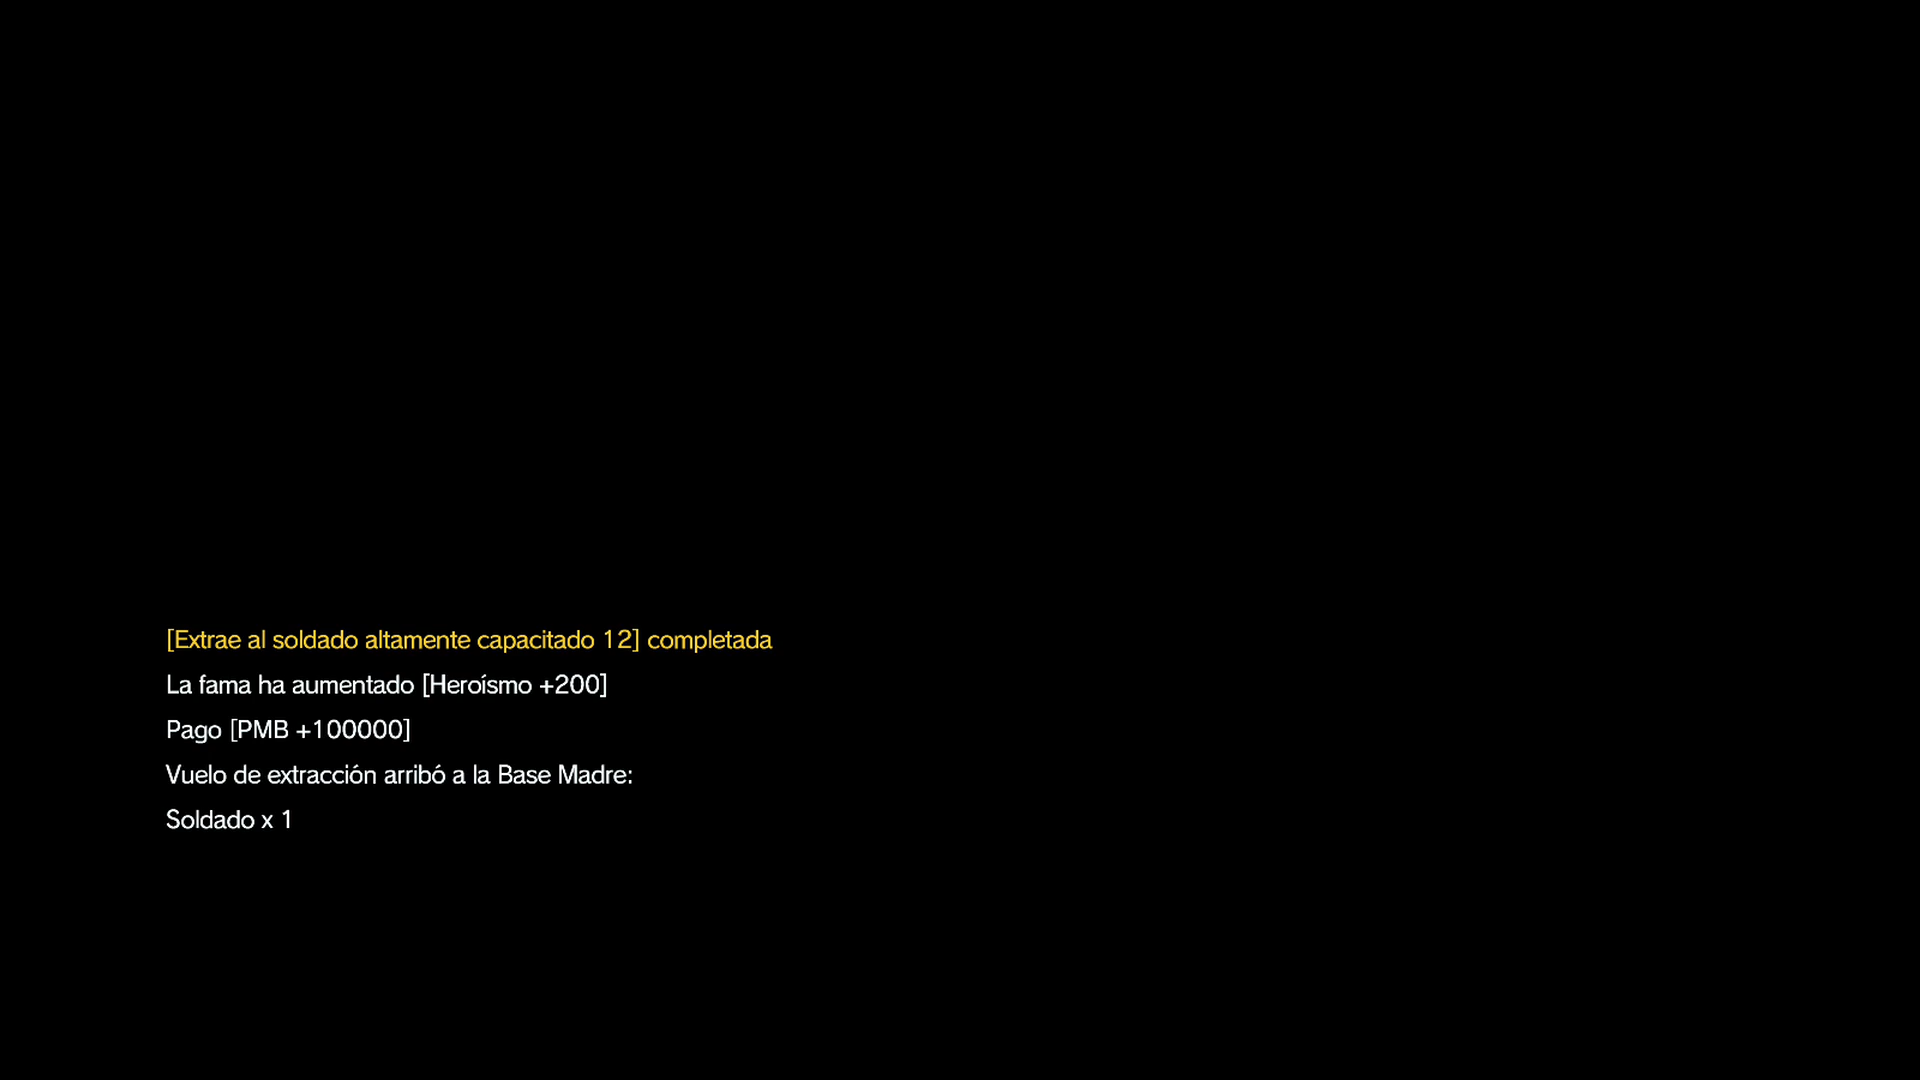 [Extrae al soldado altamente capacitado 12] completada
La fama ha aumentado [Heroísmo +200]
Pago [PMB +100000]
Vuelo de extracción arribó a la Base Madre:
Soldado x 1